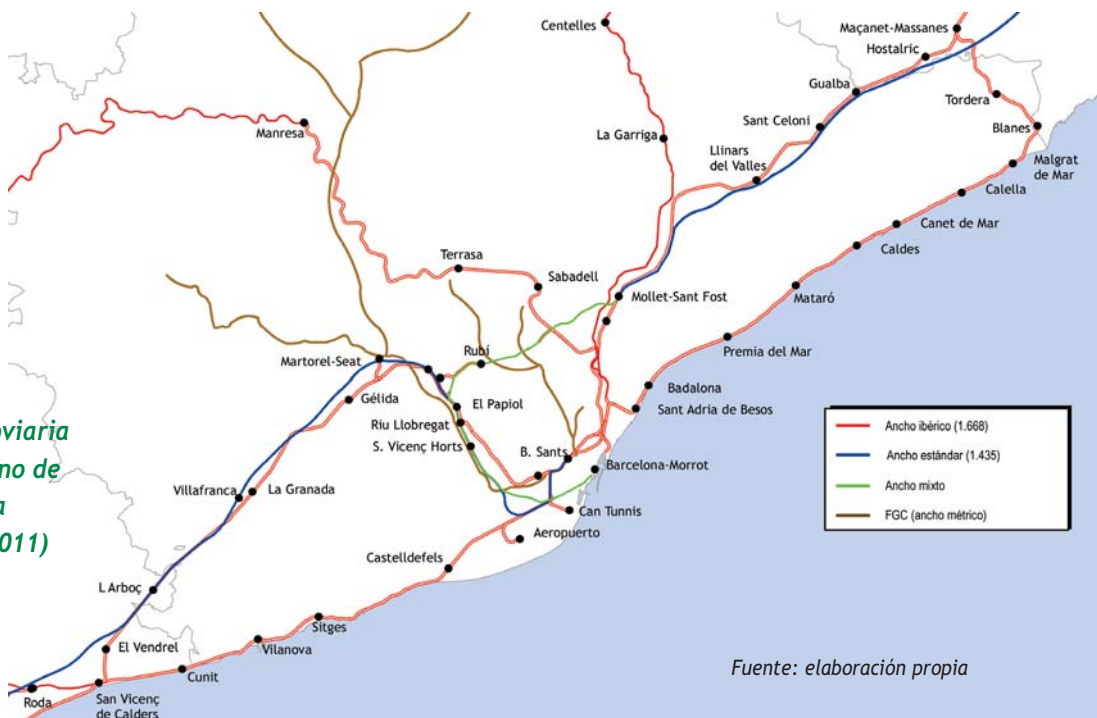 Centelles
Maçanet-Massanes
Hostalric
Gualba
Tordera
Blanes
Malgrat
de Mar
Calella
Canet de Mar
Caldes
Mataró
Premia del Mar
Badalona
Sant Adria de Besos
Sant Celoni
Llinars
del Valles
La Garriga
Manresa
Terrasa
Sabadell
Mollet-Sant Fost
Martorel-Seat
Rubí
Gélida
El Papiol
Riu Llobregat
S. Vicenç Horts
B. Sants
Barcelona-Morrot
Can Tunnis
Aeropuerto
Villafranca
La Granada
Castelldefels
L Arboç
El Vendrel
Sitges
Vilanova
Cunit
San Vicenç
de Calders
Roda
oviaria
no de
a
011)
Ancho ibérico (1.668)
Ancho estándar (1.435)
Ancho mixto
FGC (ancho métrico)
Fuente: elaboración propia